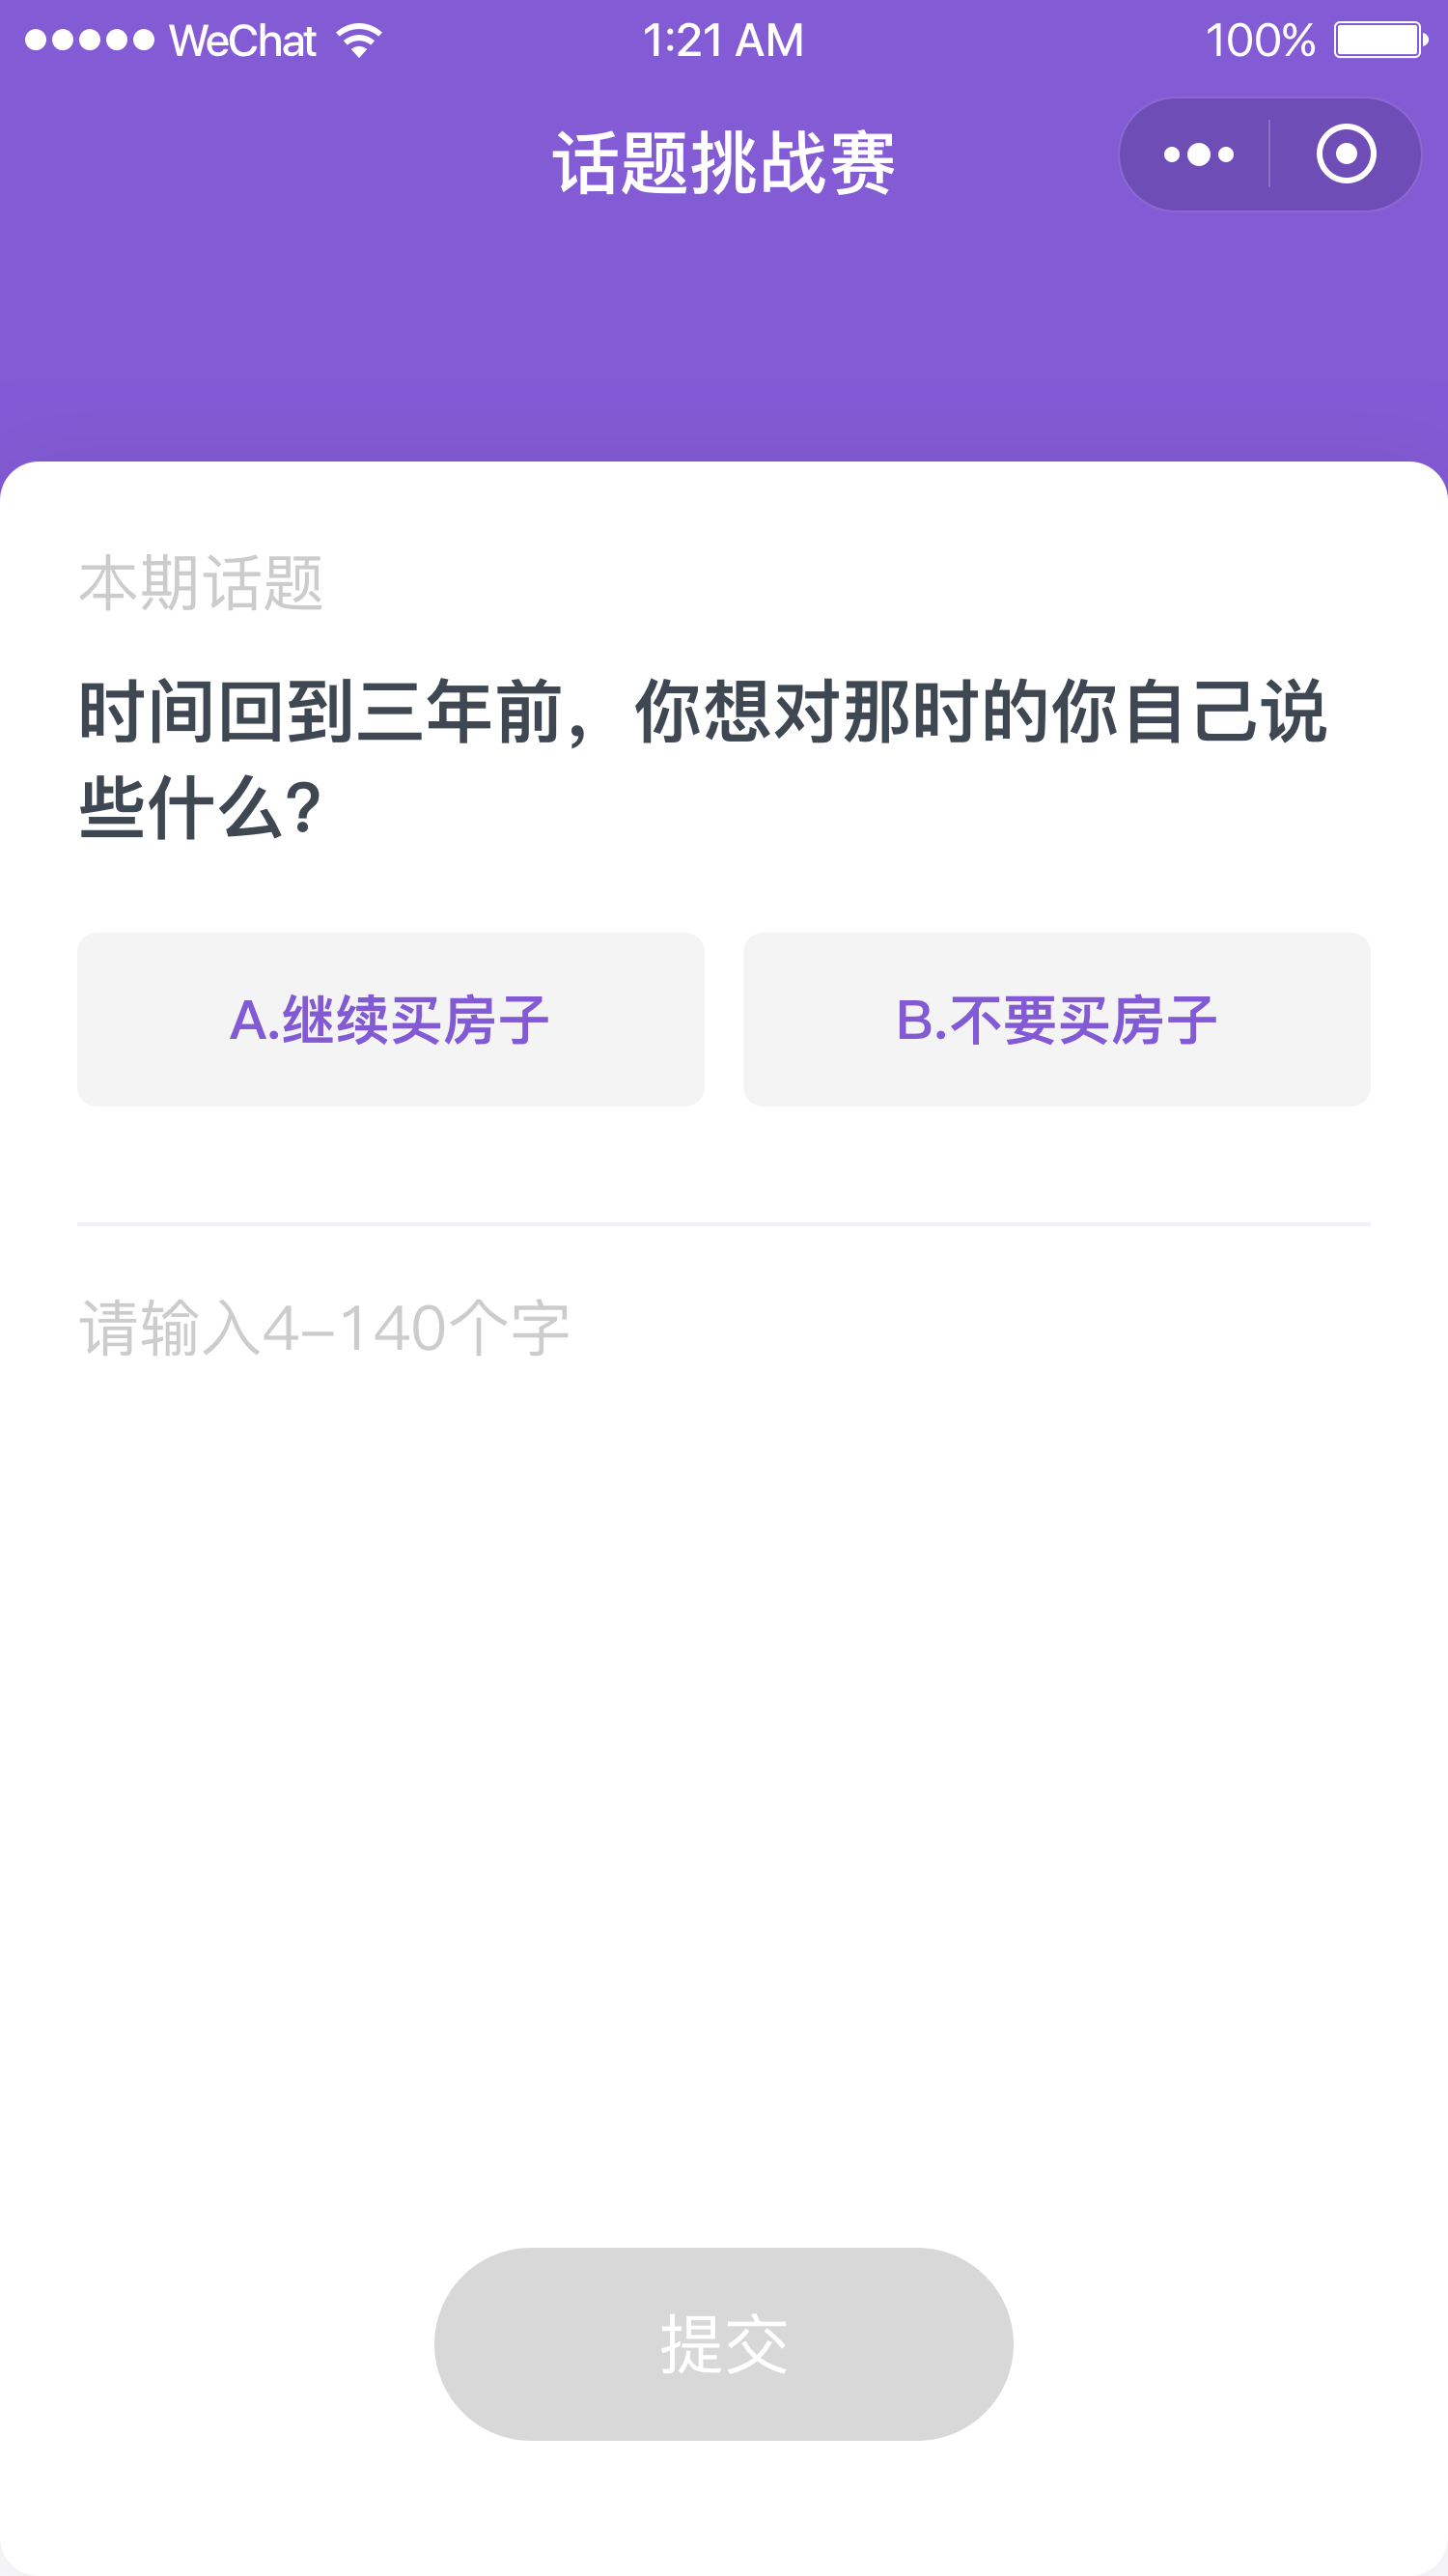 WeChat 1:21 AM 100%
话题挑战赛
本期话题
时间回到三年前，你想对那时的你自己说
些什么?
A.继续买房子 B.不要买房子
请输入4-140个字
提交